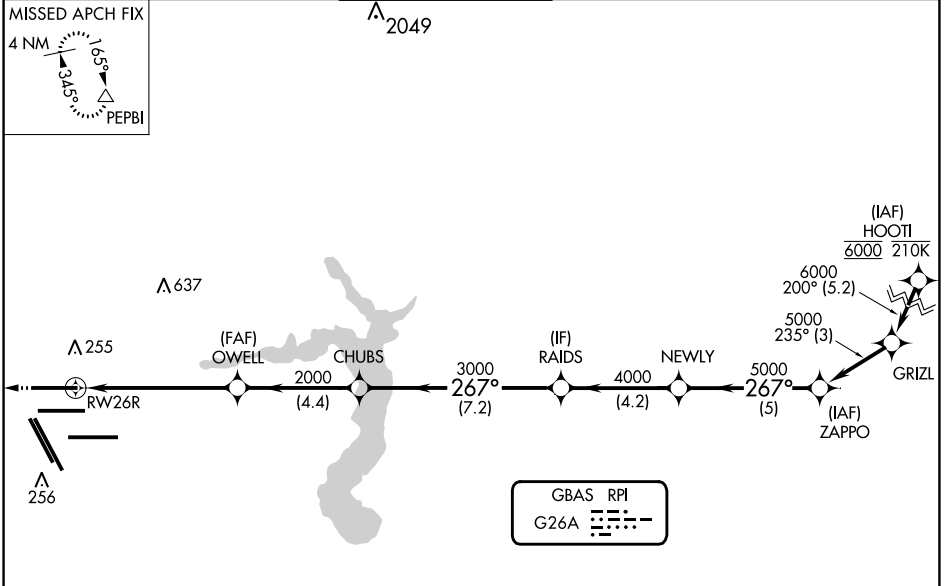 MISSED APCH FIX
4 NM
165°
345°
PEPBI
2049
(IAF)
HOOTI
6000 210K
6000
200° (5.2)
5000
235° (3)
GRIZL
637
255
(FAF)
OWELL
CHUBS
(IF)
RAIDS
NEWLY
2000
(4.4)
3000
267°
(7.2)
4000
(4.2)
5000
267°
(5)
(IAF)
ZAPPO
RW26R
256
GBAS RPI
G26A